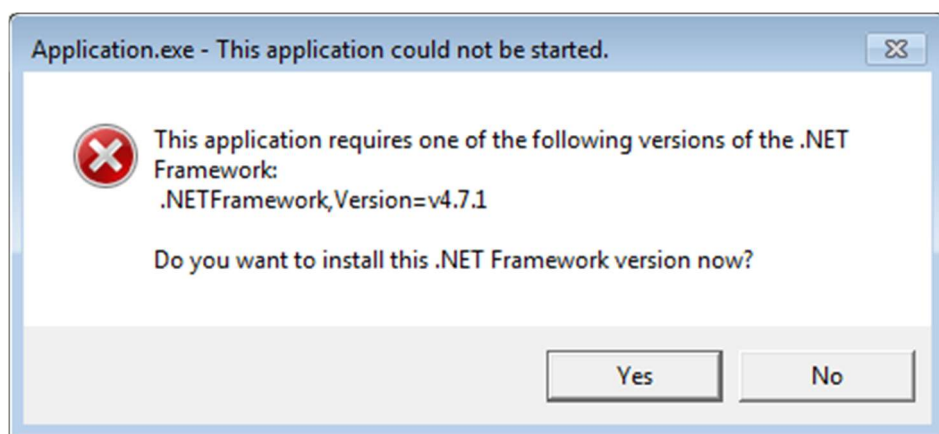 Application.exe - This application could not be started.
This application requires one of the following versions of the .NET
Framework:
.NETFramework,Version=v4.7.1
Do you want to install this .NET Framework version now?
Yes
No